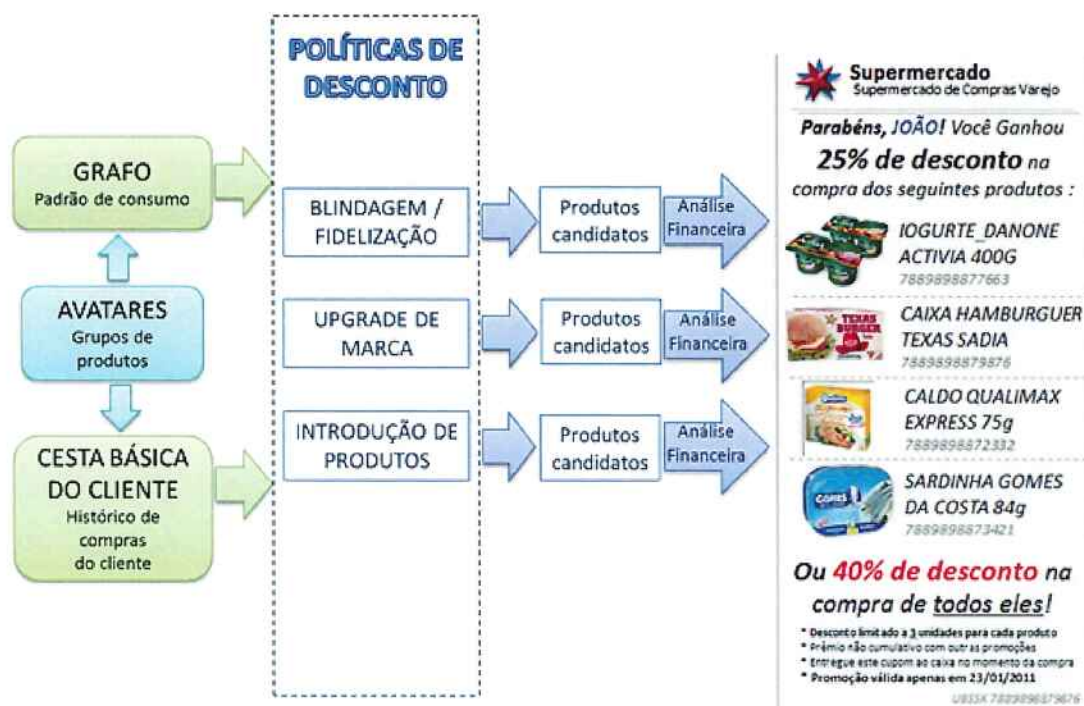 POLÍTICAS DE
DESCONTO
GRAFO
Padrão de consumo
AVATARES
Grupos de
produtos
CESTA BÁSICA
DO CLIENTE
Histórico de
compras
do cliente
BLINDAGEM /
FIDELIZAÇÃO
Produtos
candidatos
Análise
Financeira
UPGRADE DE
MARCA
Produtos
candidatos
Análise
Financeira
INTRODUÇÃO DE
PRODUTOS
Produtos
candidatos
Análise
Financeira
Supermercado
Supermercado de Compras Varejo
Parabéns, JOÃO! Você Ganhou
25% de desconto na
compra dos seguintes produtos :
IOGURTE_DANONE
ACTIVIA 400G
7889898877663
TEXAS
BURGER
CAIXA HAMBURGUER
TEXAS SADIA
7889898879876
CALDO QUALIMAX
EXPRESS 75g
7889898872332
GOMES
SARDINHA GOMES
DA COSTA 84g
7889898873421
Ou 40% de desconto na
compra de todos eles!
* Desconto limitado a 3 unidades para cada produto
* Prêmio não cumulativo com outras promoções
* Entregue este cupom ao caixa no momento da compra
* Promoção válida apenas em 23/01/2011